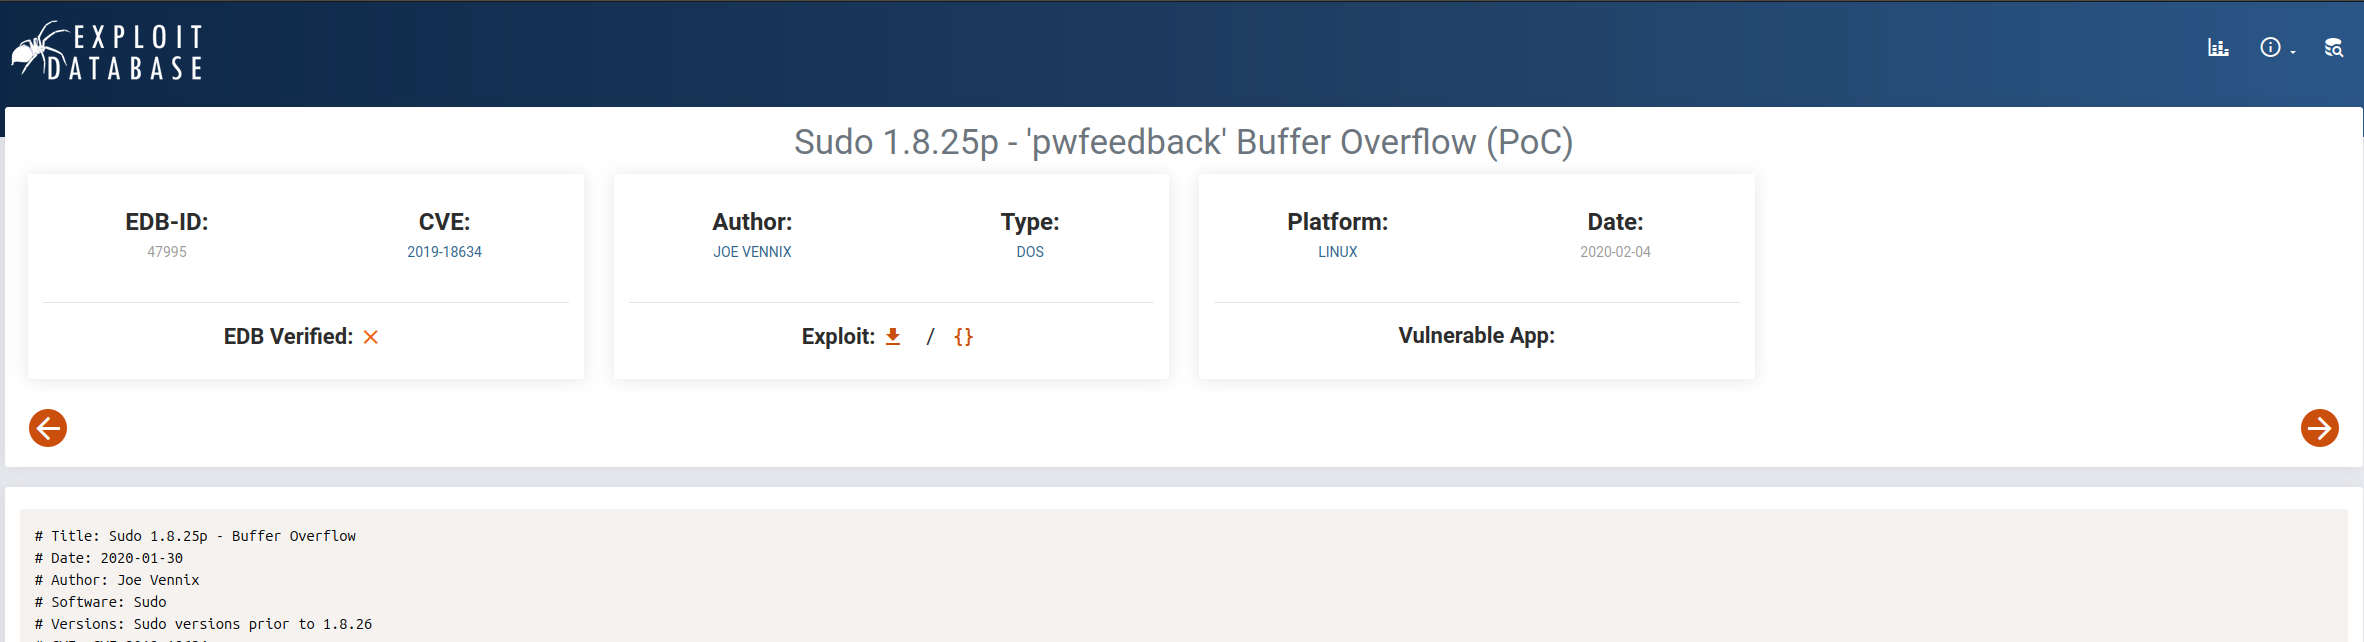 EXPLOIT
DATABASE
Sudo 1.8.25p - 'pwfeedback' Buffer Overflow (PoC)
EDB-ID:
47995
CVE:
2019-18634
EDB Verified:
Author:
JOE VENNIX
Type:
DOS
Exploit: / {}
Platform:
LINUX
Date:
2020-02-04
Vulnerable App:
# Title: Sudo 1.8.25p - Buffer Overflow
# Date: 2020-01-30
# Author: Joe Vennix
# Software: Sudo
# Versions: Sudo versions prior to 1.8.26